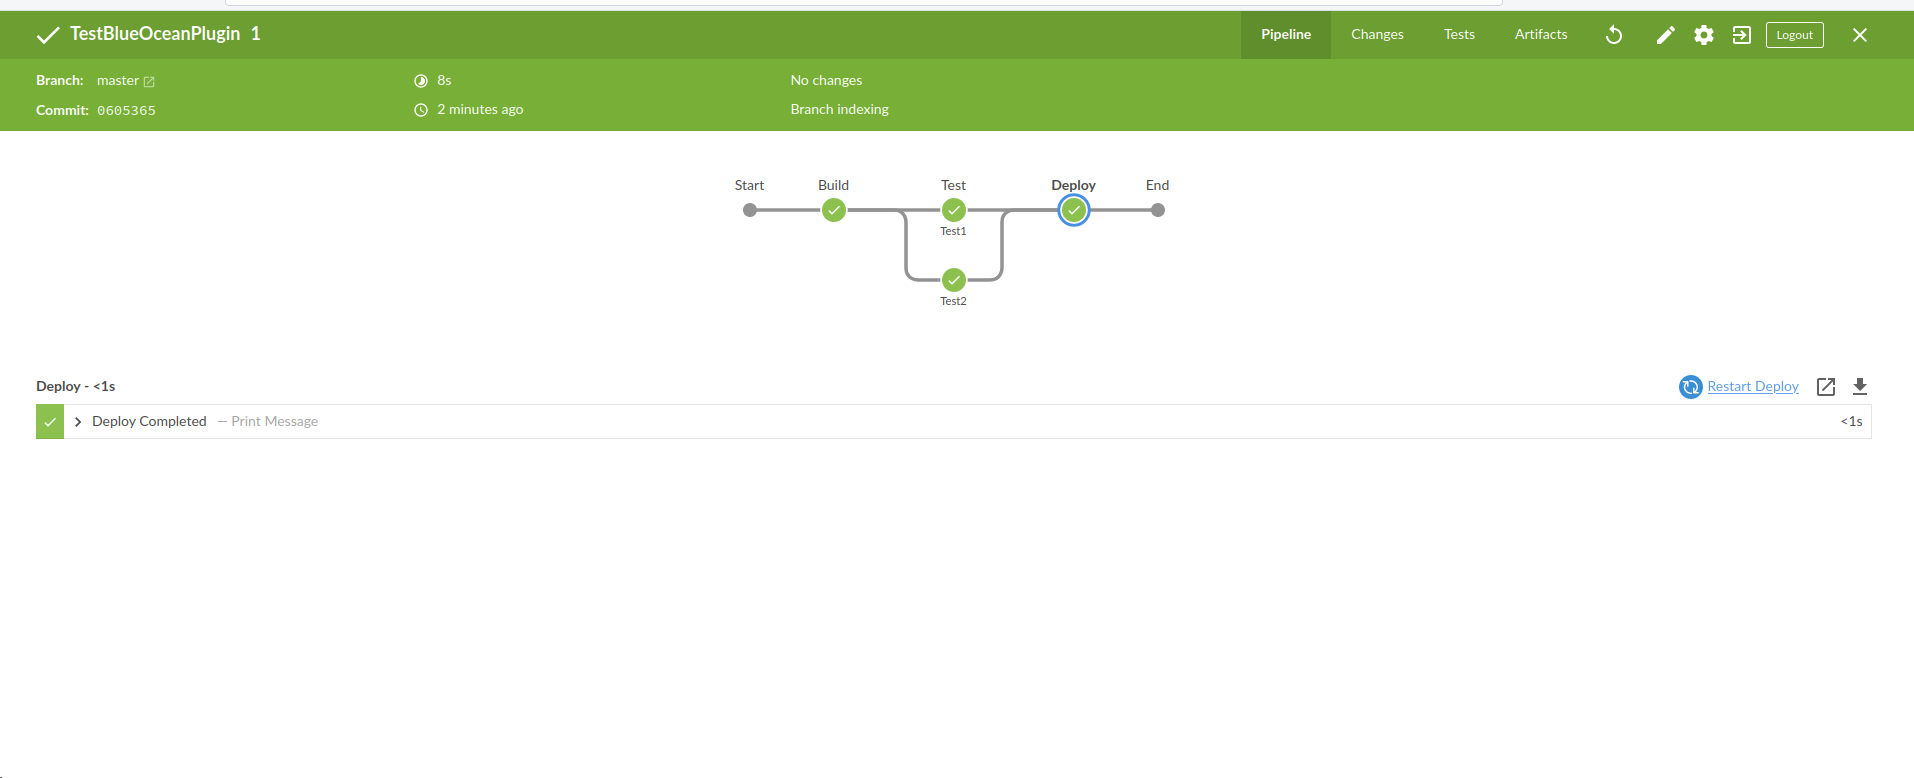 TestBlueOceanPlugin 1
Pipeline Changes Tests Artifacts Logout
Branch: master 8s No changes
Commit: 0605365 2 minutes ago Branch indexing
Start Build Test Deploy End
Test1
Test2
Deploy - <1s Restart Deploy
Deploy Completed — Print Message <1s